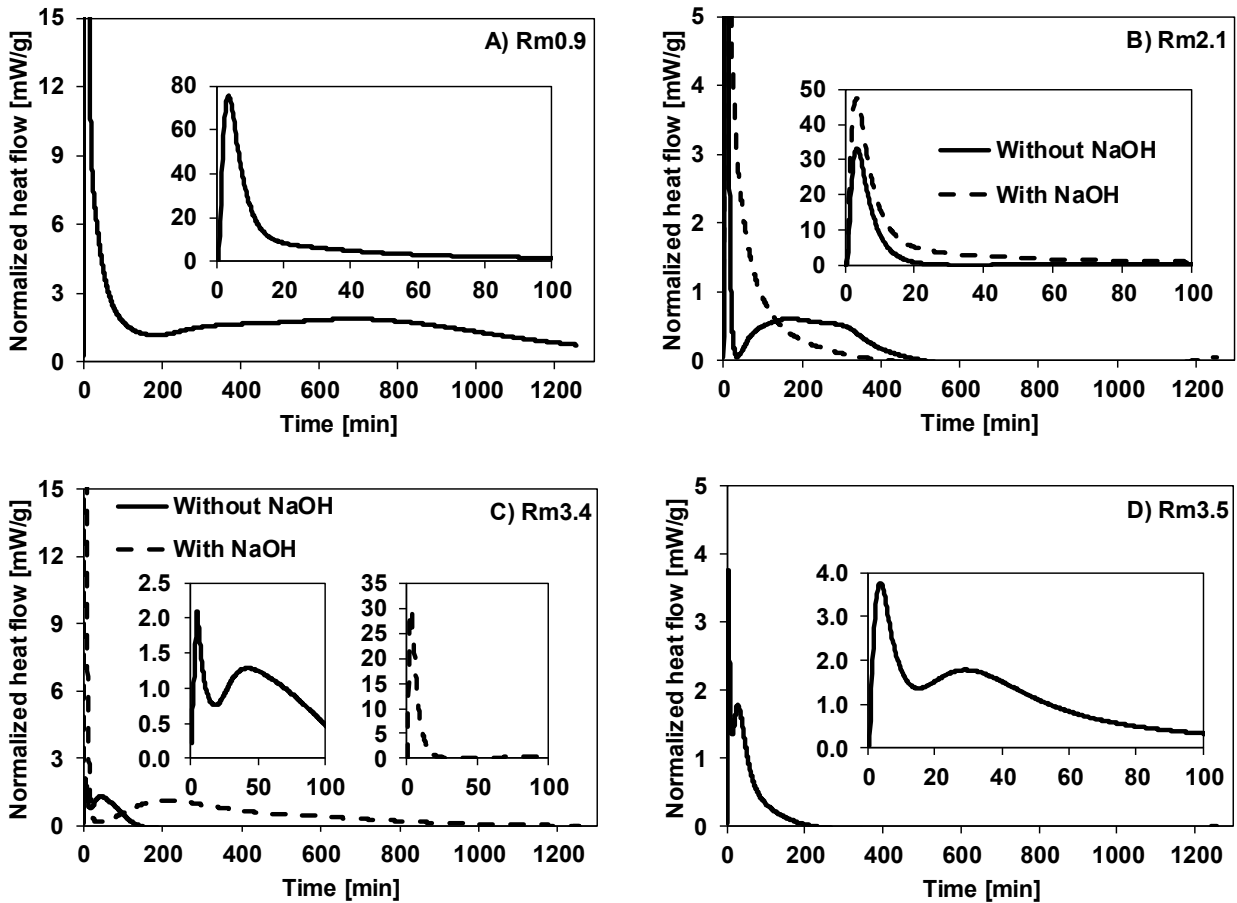 A) Rm0.9
Normalized heat flow [mW/g]
15
12
9
6
3
0
80
60
40
20
0
0 20 40 60 80 100
0 200 400 600 800 1000 1200
Time [min]
B) Rm2.1
Normalized heat flow [mW/g]
5
4
3
2
1
0
50
40
30
20
10
0
Without NaOH
With NaOH
0 20 40 60 80 100
0 200 400 600 800 1000 1200
Time [min]
C) Rm3.4
Without NaOH
With NaOH
Normalized heat flow [mW/g]
15
12
9
6
3
0
2.5
2.0
1.5
1.0
0.5
0.0
0 50 100
35
30
25
20
15
10
5
0
0 50 100
0 200 400 600 800 1000 1200
Time [min]
D) Rm3.5
Normalized heat flow [mW/g]
5
4
3
2
1
0
4.0
3.0
2.0
1.0
0.0
0 20 40 60 80 100
0 200 400 600 800 1000 1200
Time [min]